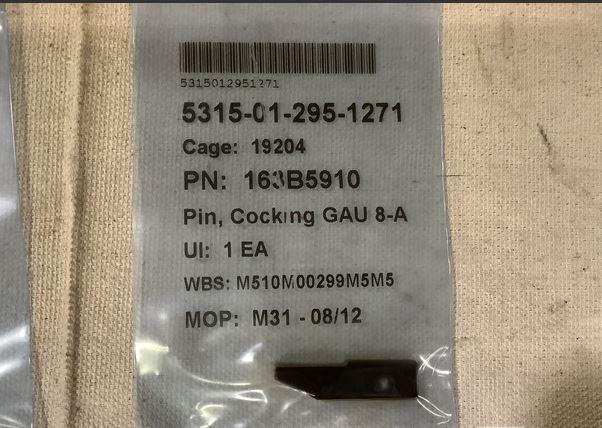 5315012951271
5315-01-295-1271
Cage: 19204
PN: 163B5910
Pin, Cocking GAU 8-A
UI: 1 EA
WBS: M510M00299M5M5
MOP: M31 - 08/12